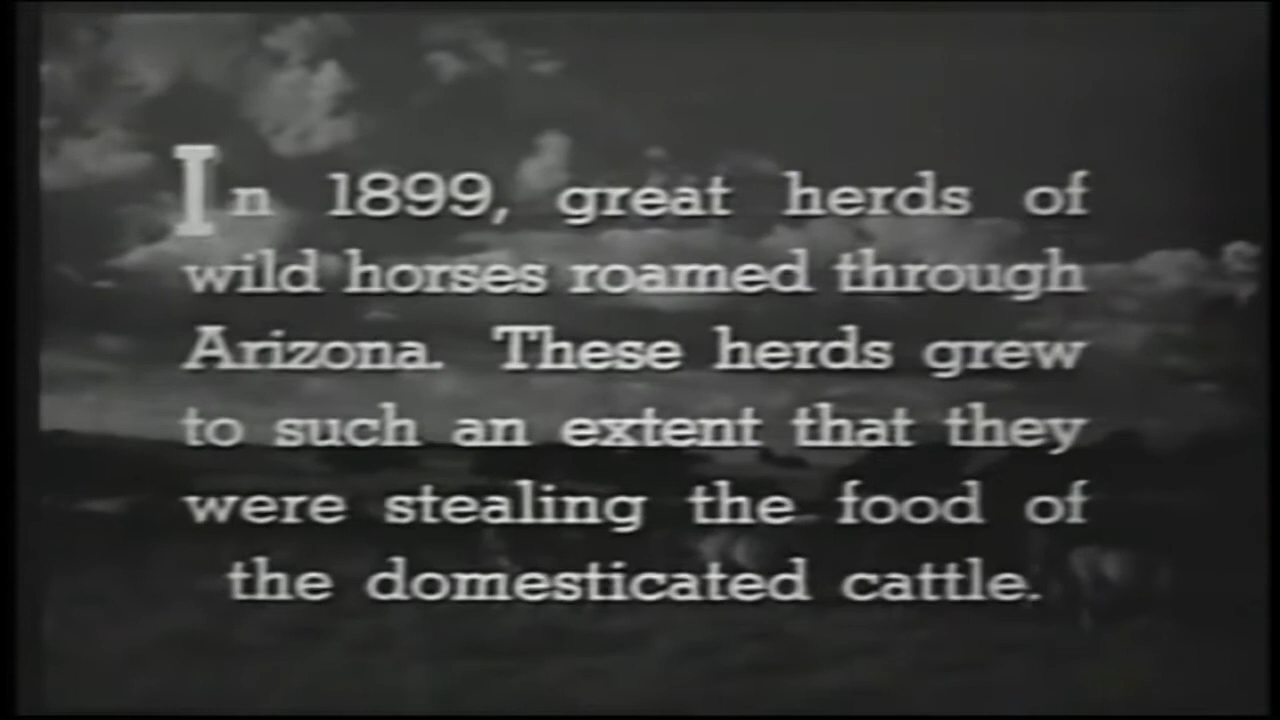 In 1899, great herds of
wild horses roamed through
Arizona. These herds grew
to such an extent that they
were stealing the food of
the domesticated cattle.